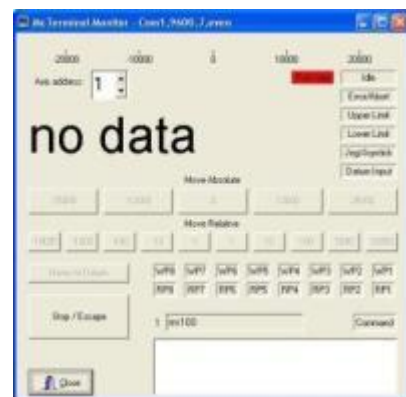 Mc Terminal Monitor - Com1,9600,7,even
-20000 -10000 0 10000 20000
Axis address: 1
Idle
Error/Abort
Upper Limit
Lower Limit
Jog/Joystick
Datum Input
no data
Move Absolute
Move Relative
WP8 WP7 WP6 WP5 WP4 WP3 WP2 WP1
RP8 RP7 RP6 RP5 RP4 RP3 RP2 RP1
Stop / Escape
1 mr100 Command
Close